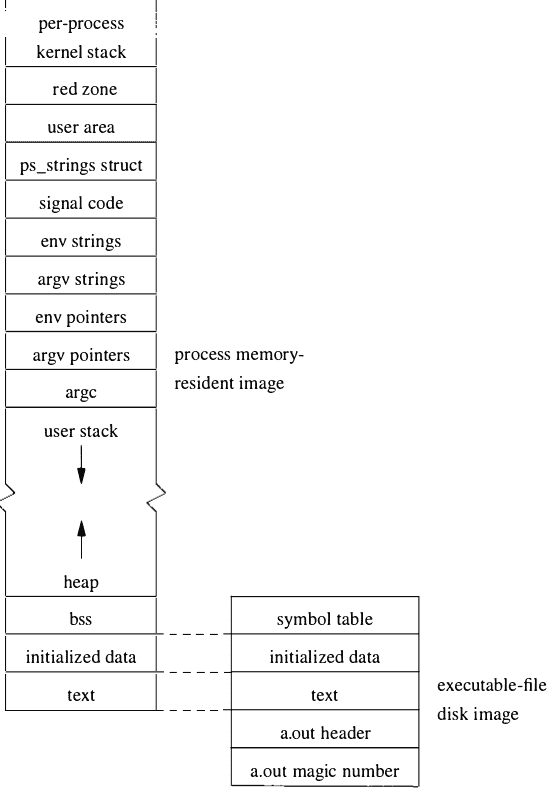 per-process
kernel stack
red zone
user area
ps_strings struct
signal code
env strings
argv strings
env pointers
argv pointers
argc
user stack
heap
bss
initialized data
text
process memory-
resident image
symbol table
initialized data
text
a.out header
a.out magic number
executable-file
disk image